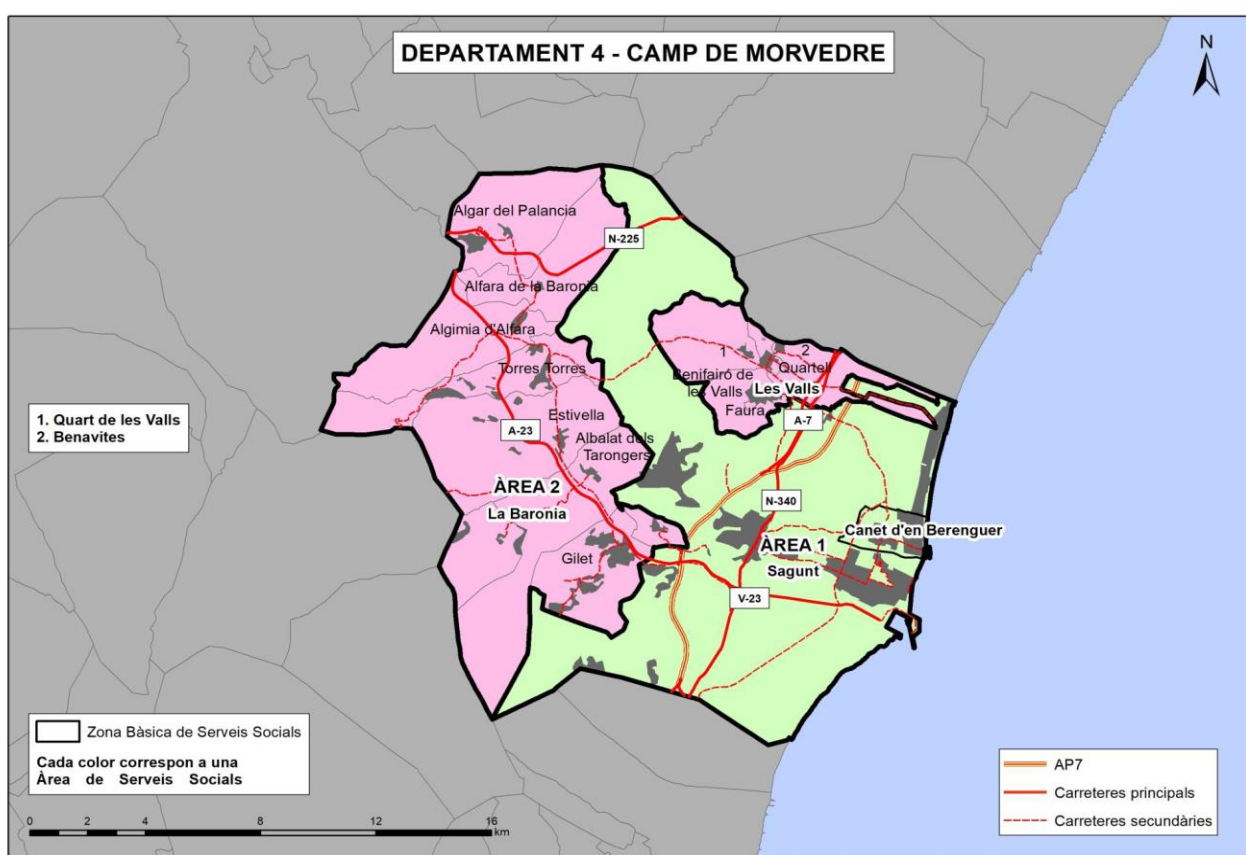 DEPARTAMENT 4 - CAMP DE MORVEDRE
N
Algar del Palancia
N-225
Alfara de la Baronia
Algimia d'Alfara
Torres Torres
1
2
Quartell
Benifairó de
les Valls
Les Valls
Faura
A-7
1. Quart de les Valls
2. Benavites
Estivella
A-23
Albalat dels
Tarongers
ÀREA 2
La Baronia
N-340
Canet d'en Berenguer
ÀREA 1
Sagunt
Gilet
V-23
Zona Bàsica de Serveis Socials
Cada color correspon a una
Àrea de Serveis Socials
0 2 4 8 12 16
km
AP7
Carreteres principals
Carreteres secundàries